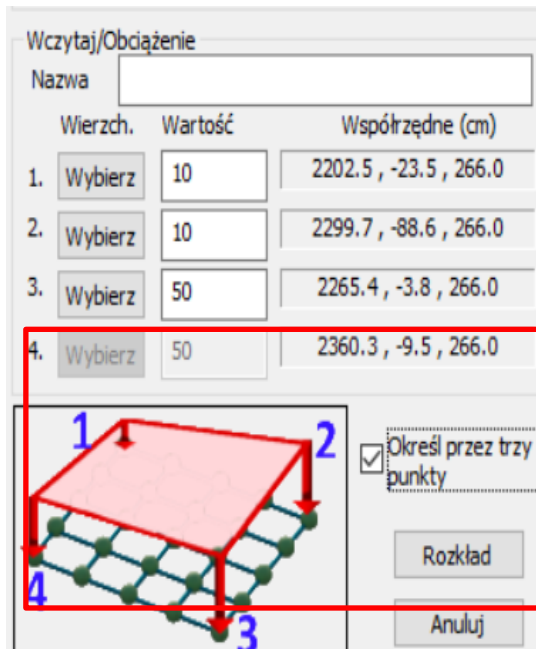 Wczytaj/Obciążenie
Nazwa
Wierzch. Wartość Współrzędne (cm)
1. Wybierz 10 2202.5 , -23.5 , 266.0
2. Wybierz 10 2299.7 , -88.6 , 266.0
3. Wybierz 50 2265.4 , -3.8 , 266.0
4. Wybierz 50 2360.3 , -9.5 , 266.0
1
2
Określ przez trzy
punkty
Rozkład
4
3
Anuluj